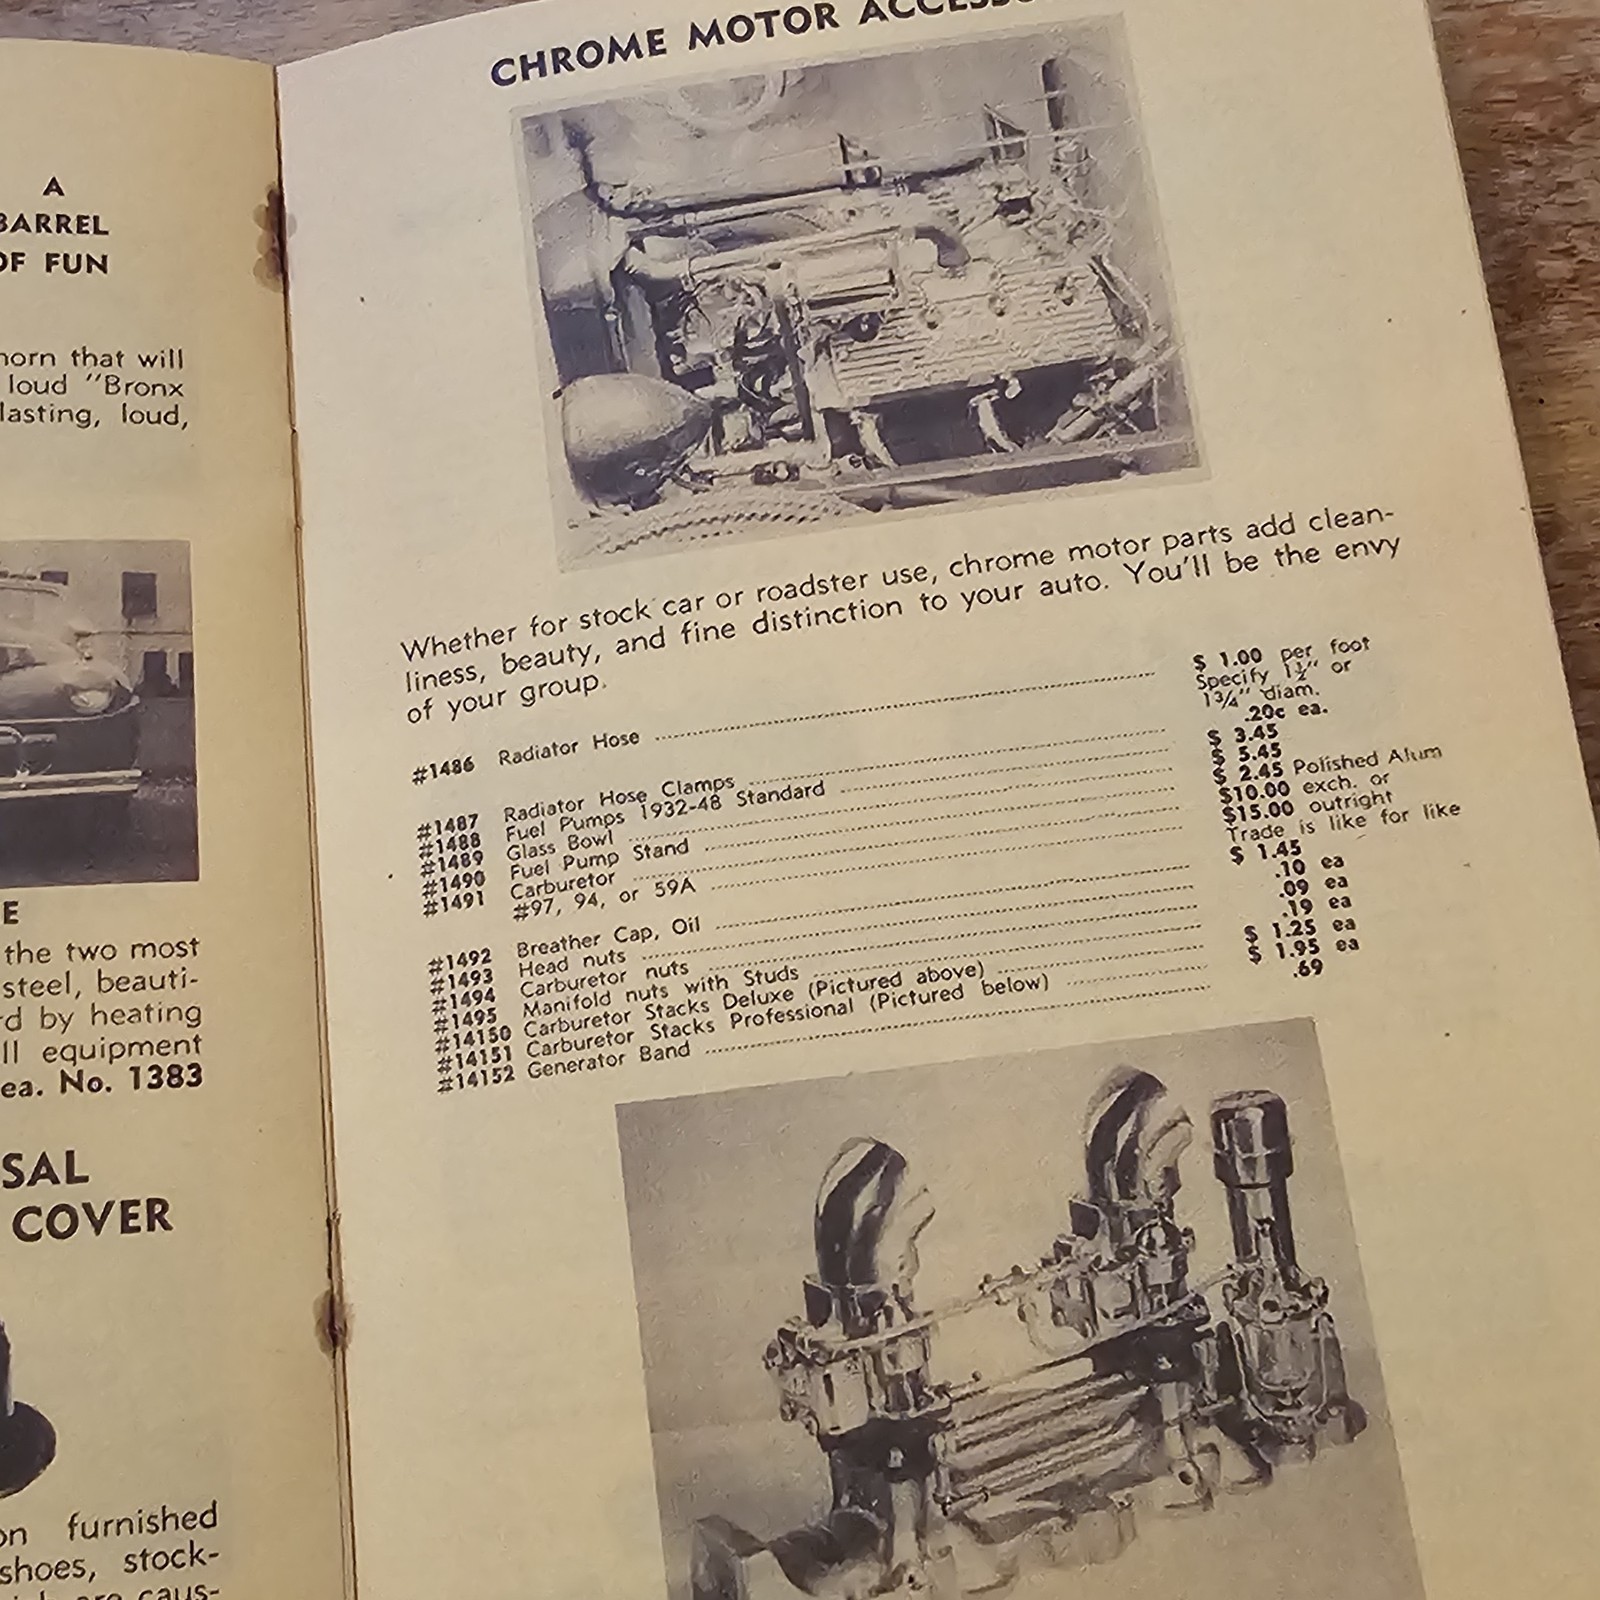 A
BARREL
OF FUN
horn that will
loud "Bronx
lasting, loud,
E
the two most
steel, beauti-
rd by heating
ll equipment
ea. No. 1383
SAL
COVER
on furnished
shoes, stock-
are caus-
CHROME MOTOR
Whether for stock car or roadster use, chrome motor parts add clean-
liness, beauty, and fine distinction to your auto. You'll be the envy
of your group.
#1486 Radiator Hose $ 1.00 per foot
Specify 1½" or
1¾" diam.
#1487 Radiator Hose Clamps .20c ea.
#1488 Fuel Pumps 1932-48 Standard $ 3.45
#1489 Glass Bowl $ 5.45
#1490 Fuel Pump Stand $ 2.45 Polished Alum
#1491 Carburetor $10.00 exch. or
#97, 94, or 59A $15.00 outright
Trade is like for like
#1492 Breather Cap, Oil $ 1.45
#1493 Head nuts .10 ea
#1494 Carburetor nuts .09 ea
#1495 Manifold nuts with Studs .19 ea
#14150 Carburetor Stacks Deluxe (Pictured above) $ 1.25 ea
#14151 Carburetor Stacks Professional (Pictured below) $ 1.95 ea
#14152 Generator Band .69